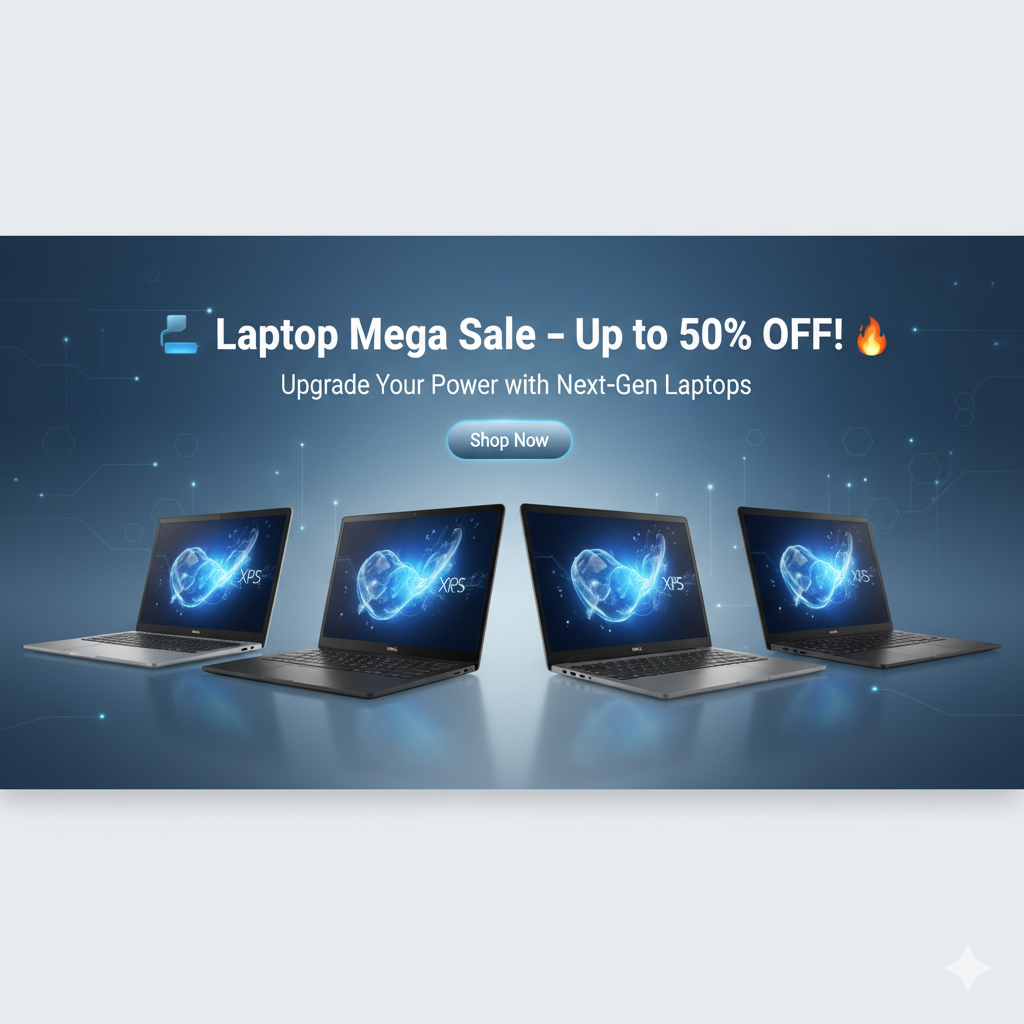 Laptop Mega Sale - Up to 50% OFF! 🔥
Upgrade Your Power with Next-Gen Laptops
Shop Now
XPS
XPS